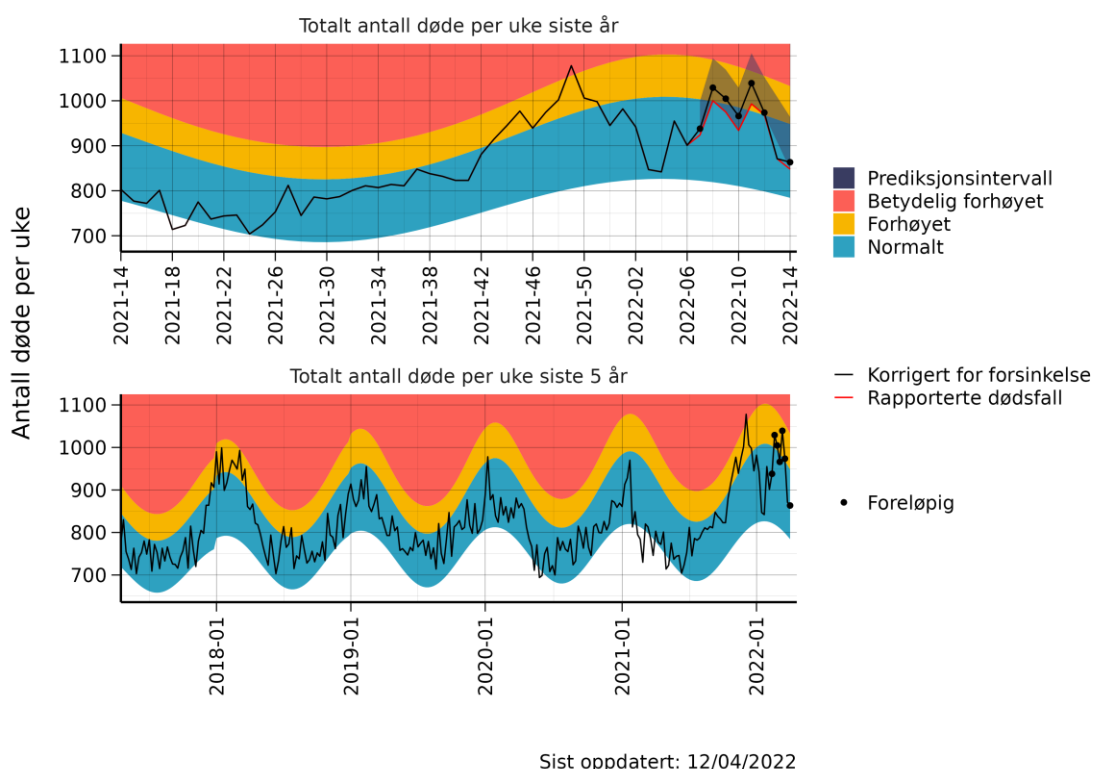 Totalt antall døde per uke siste år
1100
1000
900
800
700
2021-14
2021-18
2021-22
2021-26
2021-30
2021-34
2021-38
2021-42
2021-46
2021-50
2022-02
2022-06
2022-10
2022-14
Antall døde per uke
Prediksjonsintervall
Betydelig forhøyet
Forhøyet
Normalt
Totalt antall døde per uke siste 5 år
1100
1000
900
800
700
2018-01
2019-01
2020-01
2021-01
2022-01
Korrigert for forsinkelse
Rapporterte dødsfall
Foreløpig
Sist oppdatert: 12/04/2022